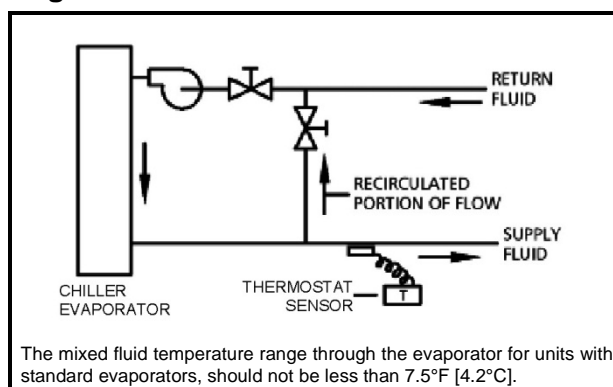 RETURN
FLUID
RECIRCULATED
PORTION OF FLOW
SUPPLY
FLUID
CHILLER
EVAPORATOR
THERMOSTAT
SENSOR
T
The mixed fluid temperature range through the evaporator for units with
standard evaporators, should not be less than 7.5°F [4.2°C].